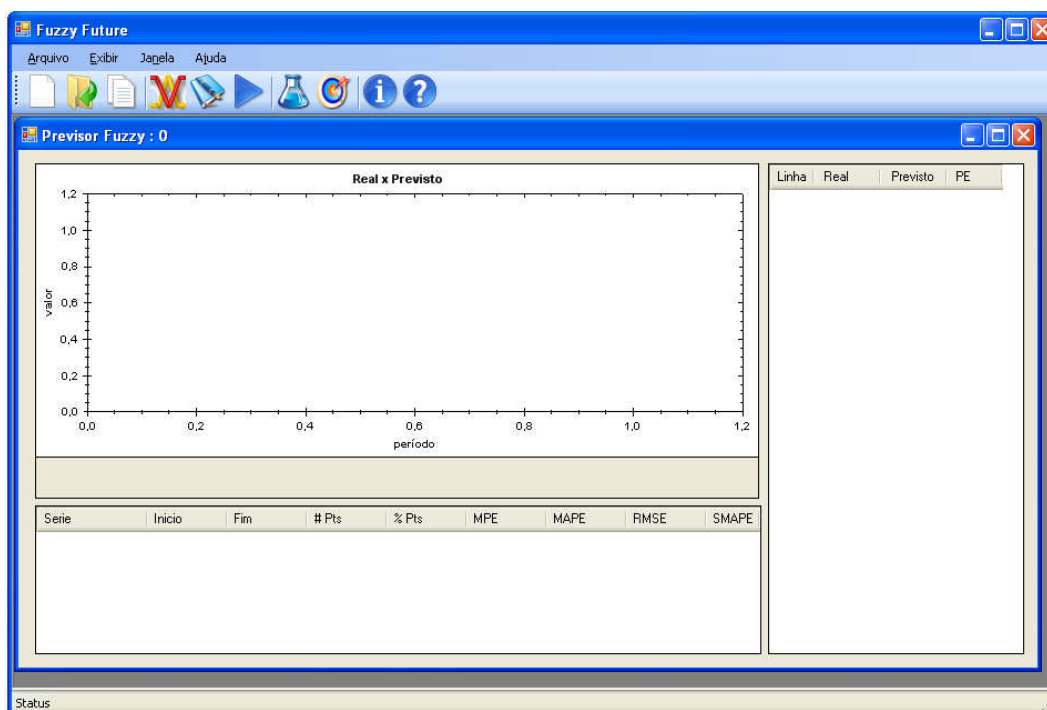 Fuzzy Future
Arquivo Exibir Janela Ajuda
Previsor Fuzzy : 0
Real x Previsto
1,2
1,0
0,8
0,6
0,4
0,2
0,0
valor
0,0 0,2 0,4 0,6 0,8 1,0 1,2
período
Linha Real Previsto PE
Serie Inicio Fim # Pts % Pts MPE MAPE RMSE SMAPE
Status